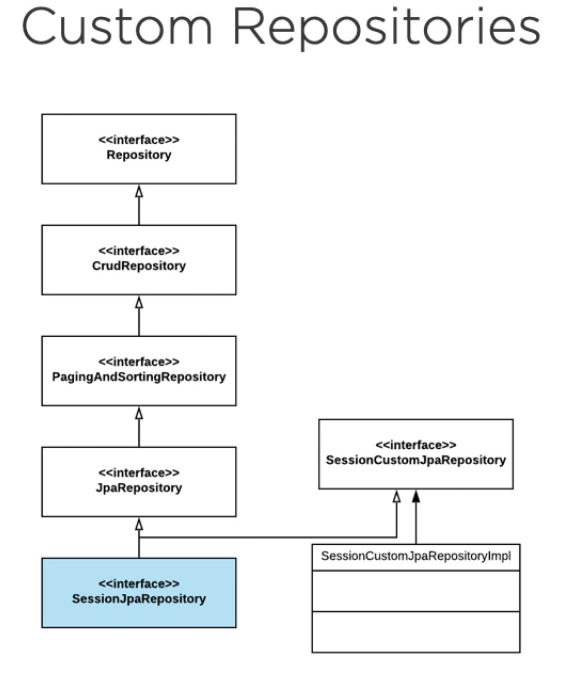 Custom Repositories
<<interface>>
Repository
<<interface>>
CrudRepository
<<interface>>
PagingAndSortingRepository
<<interface>>
JpaRepository
<<interface>>
SessionCustomJpaRepository
<<interface>>
SessionJpaRepository
SessionCustomJpaRepositoryImpl